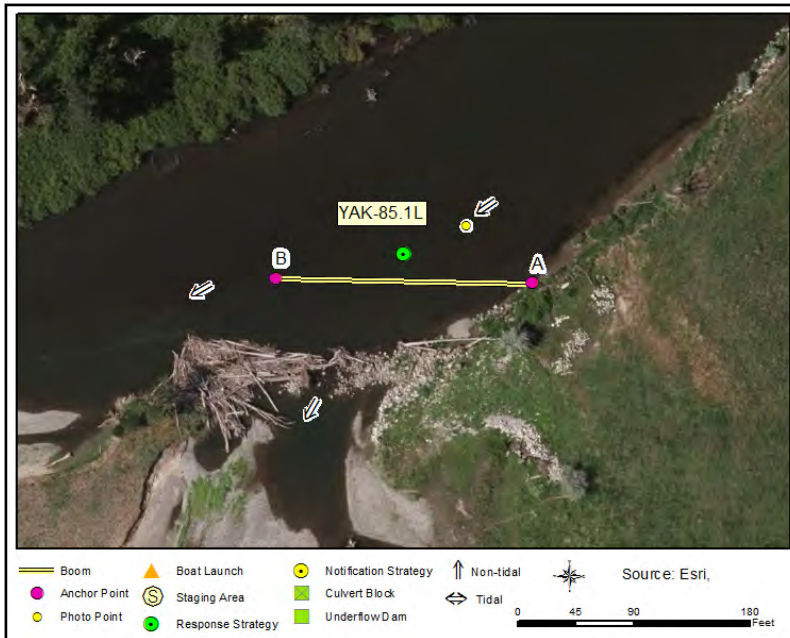 YAK-85.1L
B
A
Boom
Boat Launch
Notification Strategy
Non-tidal
Source: Esri,
Anchor Point
S
Staging Area
Culvert Block
Tidal
Photo Point
Response Strategy
Underflow Dam
0 45 90 180
Feet